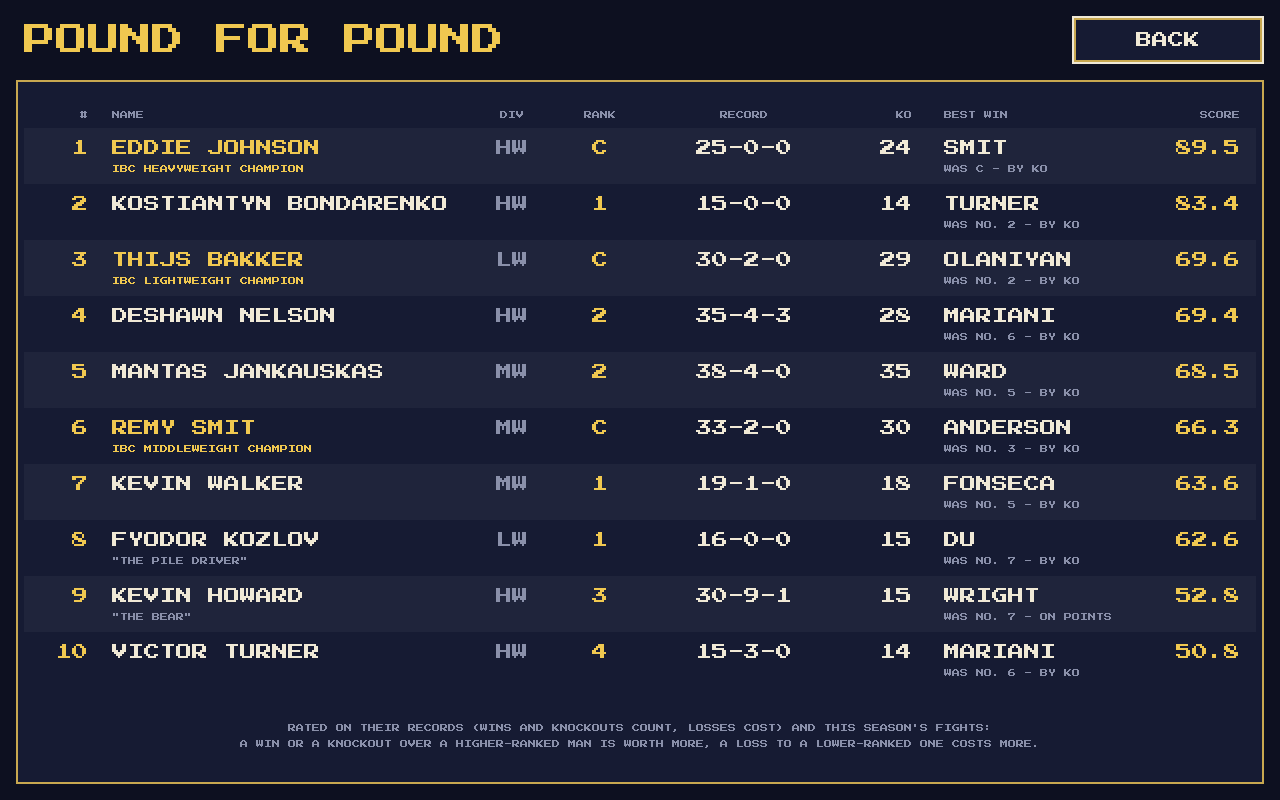 POUND FOR POUND
BACK
# NAME DIV RANK RECORD KO BEST WIN SCORE
1 EDDIE JOHNSON HW C 25-0-0 24 SMIT 89.5
IBC HEAVYWEIGHT CHAMPION WAS C - BY KO
2 KOSTIANTYN BONDARENKO HW 1 15-0-0 14 TURNER 83.4
WAS NO. 2 - BY KO
3 THIJS BAKKER LW C 30-2-0 29 OLANIYAN 69.6
IBC LIGHTWEIGHT CHAMPION WAS NO. 2 - BY KO
4 DESHAWN NELSON HW 2 35-4-3 28 MARIANI 69.4
WAS NO. 6 - BY KO
5 MANTAS JANKAUSKAS MW 2 38-4-0 35 WARD 68.5
WAS NO. 5 - BY KO
6 REMY SMIT MW C 33-2-0 30 ANDERSON 66.3
IBC MIDDLEWEIGHT CHAMPION WAS NO. 3 - BY KO
7 KEVIN WALKER MW 1 19-1-0 18 FONSECA 63.6
WAS NO. 5 - BY KO
8 FYODOR KOZLOV LW 1 16-0-0 15 DU 62.6
"THE PILE DRIVER" WAS NO. 7 - BY KO
9 KEVIN HOWARD HW 3 30-9-1 15 WRIGHT 52.8
"THE BEAR" WAS NO. 7 - ON POINTS
10 VICTOR TURNER HW 4 15-3-0 14 MARIANI 50.8
WAS NO. 6 - BY KO
RATED ON THEIR RECORDS (WINS AND KNOCKOUTS COUNT, LOSSES COST) AND THIS SEASON'S FIGHTS:
A WIN OR A KNOCKOUT OVER A HIGHER-RANKED MAN IS WORTH MORE, A LOSS TO A LOWER-RANKED ONE COSTS MORE.